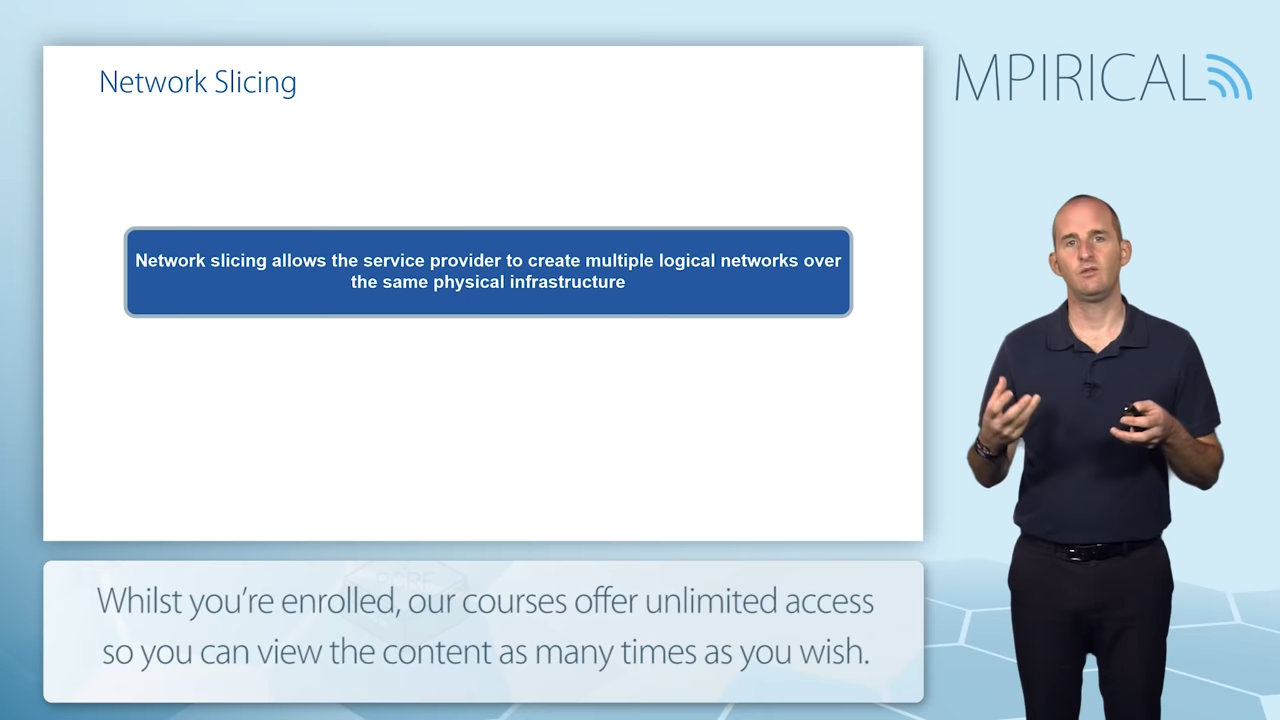 Network Slicing
MPIRICAL
Network slicing allows the service provider to create multiple logical networks over
the same physical infrastructure
PCRF
Whilst you're enrolled, our courses offer unlimited access
so you can view the content as many times as you wish.